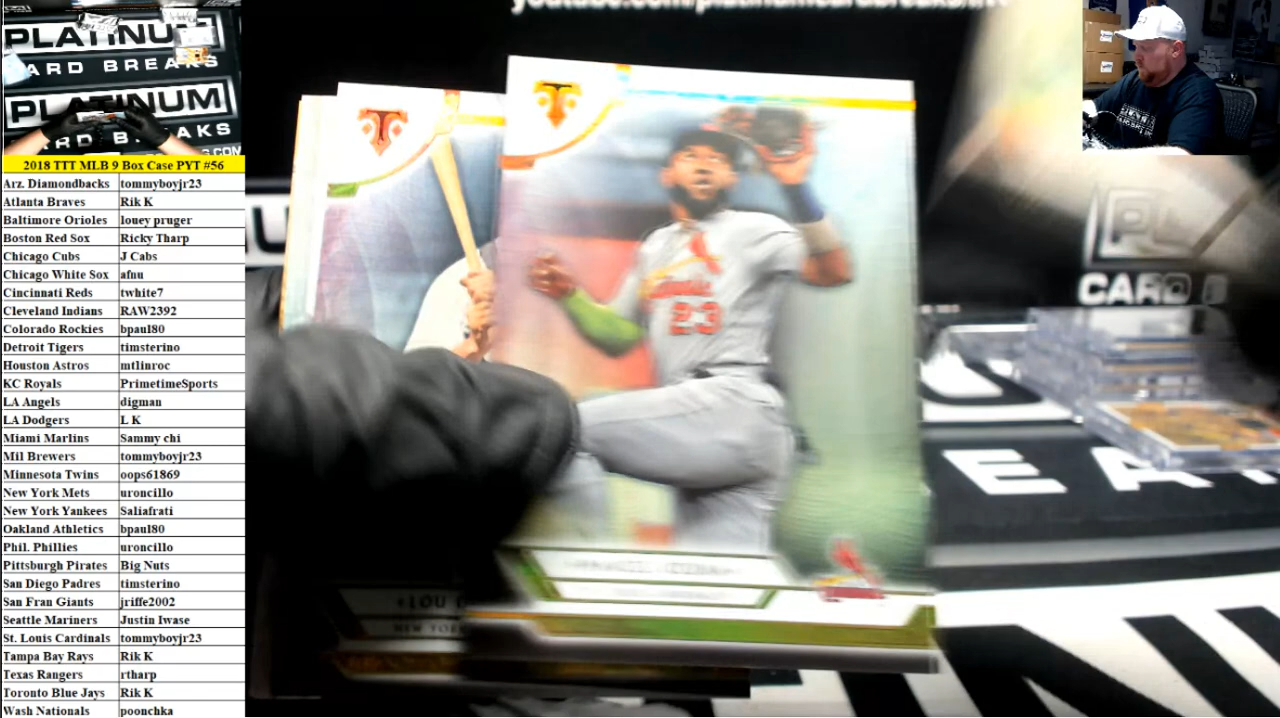 youtube.com/platinumcardbreaks/live
PLATINUM
ARD BREAKS
PLATINUM
ARD BREAKS
2018 TTT MLB 9 Box Case PYT #56
Arz. Diamondbacks tommyboyjr23
Atlanta Braves Rik K
Baltimore Orioles louey pruger
Boston Red Sox Ricky Tharp
Chicago Cubs J Cabs
Chicago White Sox afnu
Cincinnati Reds twhite7
Cleveland Indians RAW2392
Colorado Rockies bpaul80
Detroit Tigers timsterino
Houston Astros mtlinroc
KC Royals PrimetimeSports
LA Angels digman
LA Dodgers L K
Miami Marlins Sammy chi
Mil Brewers tommyboyjr23
Minnesota Twins oops61869
New York Mets uroncillo
New York Yankees Saliafrati
Oakland Athletics bpaul80
Phil. Phillies uroncillo
Pittsburgh Pirates Big Nuts
San Diego Padres timsterino
San Fran Giants jriffe2002
Seattle Mariners Justin Iwase
St. Louis Cardinals tommyboyjr23
Tampa Bay Rays Rik K
Texas Rangers rtharp
Toronto Blue Jays Rik K
Wash Nationals poonchka
23
LOU G
NEW YORK
CARD B